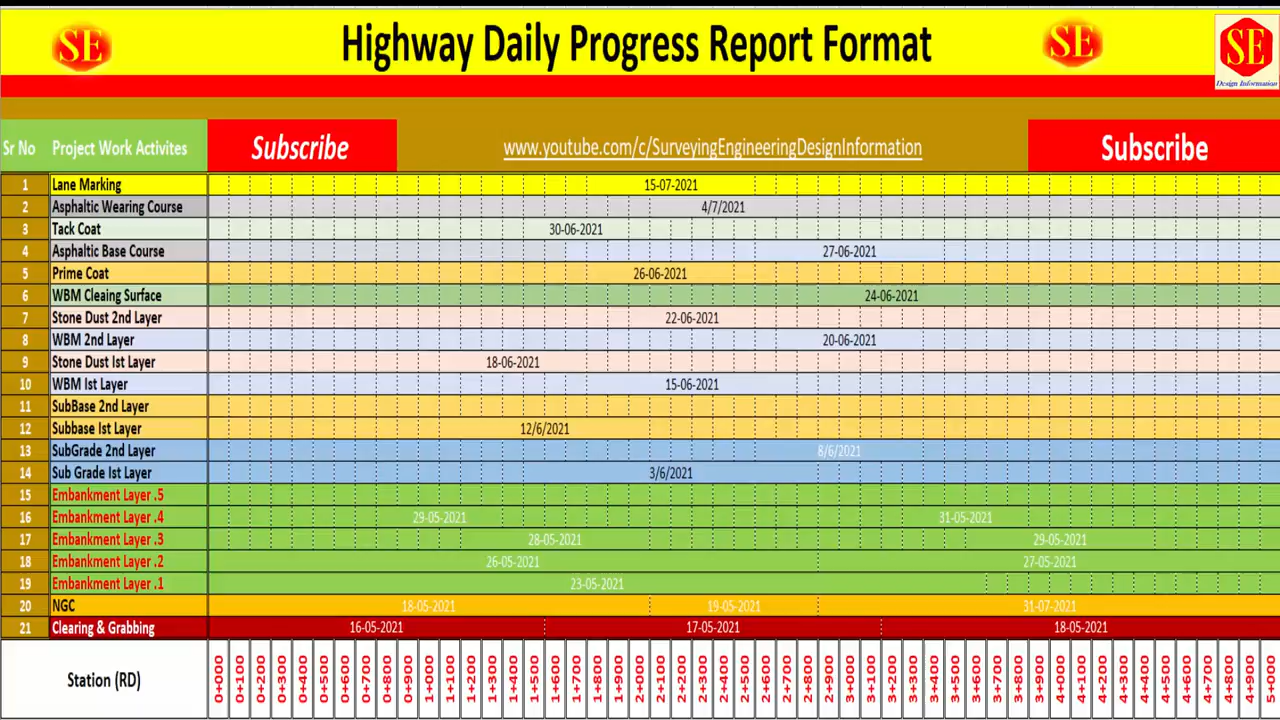 SE
Highway Daily Progress Report Format
SE
SE
Design Information
Sr No Project Work Activites Subscribe www.youtube.com/c/SurveyingEngineeringDesignInformation Subscribe
1 Lane Marking 15-07-2021
2 Asphaltic Wearing Course 4/7/2021
3 Tack Coat 30-06-2021
4 Asphaltic Base Course 27-06-2021
5 Prime Coat 26-06-2021
6 WBM Cleaing Surface 24-06-2021
7 Stone Dust 2nd Layer 22-06-2021
8 WBM 2nd Layer 20-06-2021
9 Stone Dust Ist Layer 18-06-2021
10 WBM Ist Layer 15-06-2021
11 SubBase 2nd Layer
12 Subbase Ist Layer 12/6/2021
13 SubGrade 2nd Layer 8/6/2021
14 Sub Grade Ist Layer 3/6/2021
15 Embankment Layer .5
16 Embankment Layer .4 29-05-2021 31-05-2021
17 Embankment Layer .3 28-05-2021 29-05-2021
18 Embankment Layer .2 26-05-2021 27-05-2021
19 Embankment Layer .1 23-05-2021
20 NGC 18-05-2021 19-05-2021 31-07-2021
21 Clearing & Grabbing 16-05-2021 17-05-2021 18-05-2021
Station (RD) 0+000 0+100 0+200 0+300 0+400 0+500 0+600 0+700 0+800 0+900 1+000 1+100 1+200 1+300 1+400 1+500 1+600 1+700 1+800 1+900 2+000 2+100 2+200 2+300 2+400 2+500 2+600 2+700 2+800 2+900 3+000 3+100 3+200 3+300 3+400 3+500 3+600 3+700 3+800 3+900 4+000 4+100 4+200 4+300 4+400 4+500 4+600 4+700 4+800 4+900 5+000